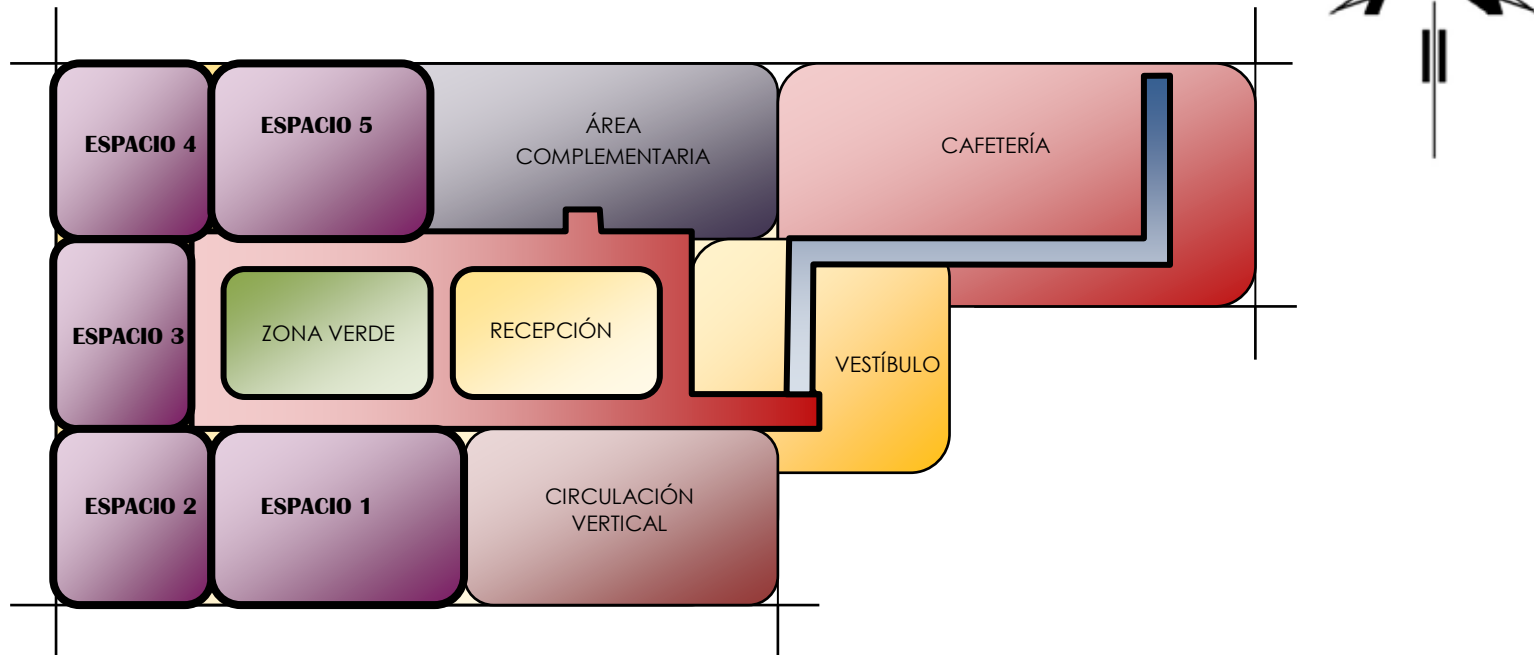 ESPACIO 4
ESPACIO 5
ÁREA
COMPLEMENTARIA
CAFETERÍA
ESPACIO 3
ZONA VERDE
RECEPCIÓN
VESTÍBULO
ESPACIO 2
ESPACIO 1
CIRCULACIÓN
VERTICAL